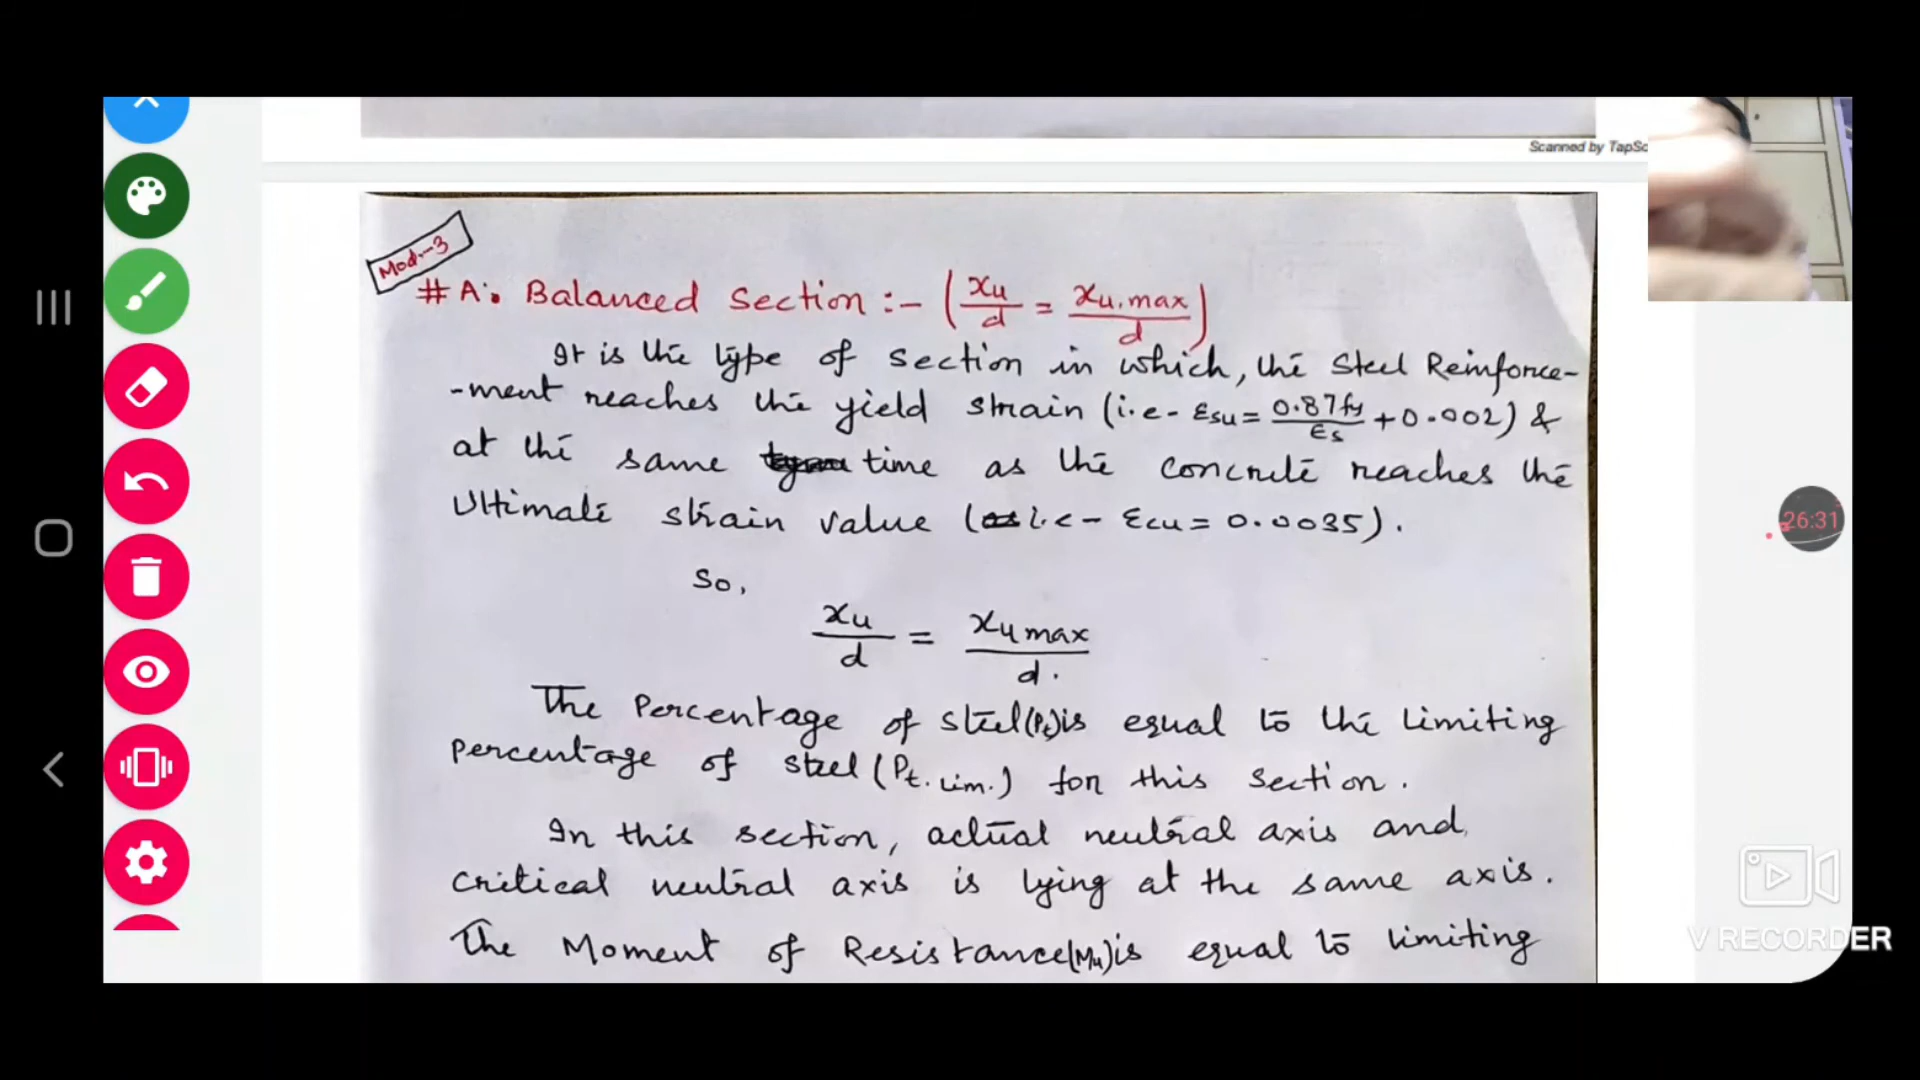 Scanned by TapSc
Mod.-3
#A. Balanced section :- (xu/d = xu.max/d)
It is the type of section in which, the Steel Reinforce-
-ment reaches the yield strain (i.e- εsu = 0.87fy/Es + 0.002) &
at the same time as the concrete reaches the
Ultimate strain value (i.e- εcu = 0.0035).
So,
xu/d = xu max/d.
The Percentage of steel(Pt)is equal to the limiting
percentage of steel (Pt. Lim.) for this section.
In this section, actual neutral axis and
critical neutral axis is lying at the same axis.
The Moment of Resistance(Mu)is equal to limiting
26:31
V RECORDER